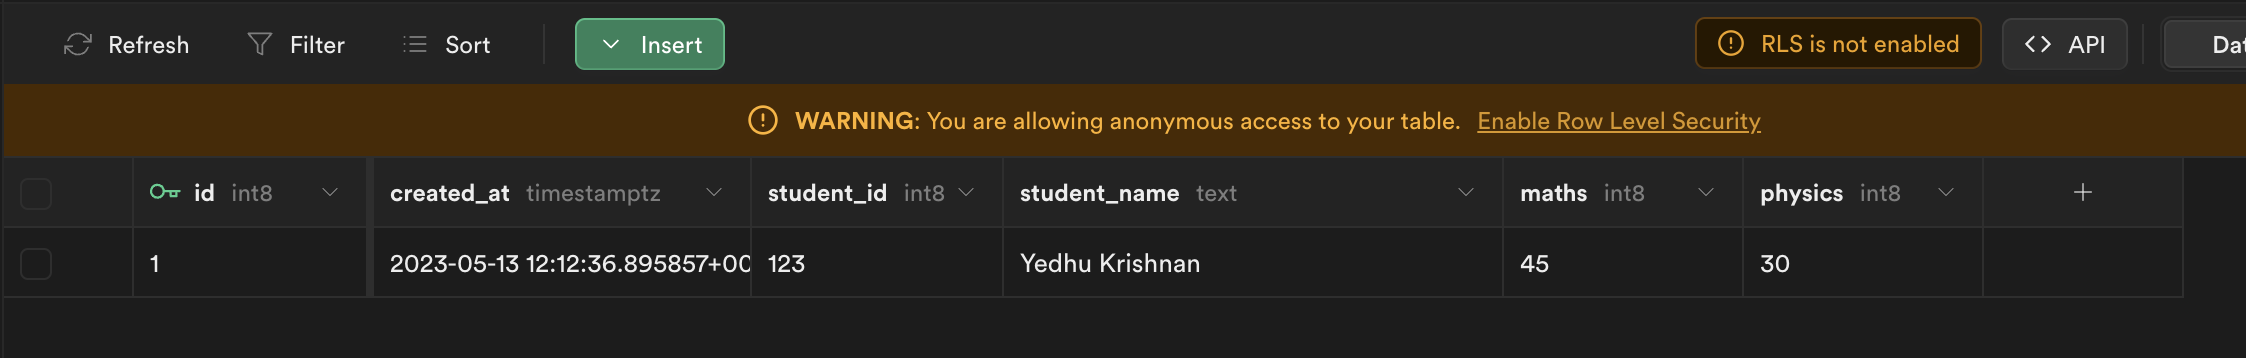 Refresh Filter Sort Insert RLS is not enabled <> API Dat
WARNING: You are allowing anonymous access to your table. Enable Row Level Security
id int8 created_at timestamptz student_id int8 student_name text maths int8 physics int8 +
1 2023-05-13 12:12:36.895857+00 123 Yedhu Krishnan 45 30